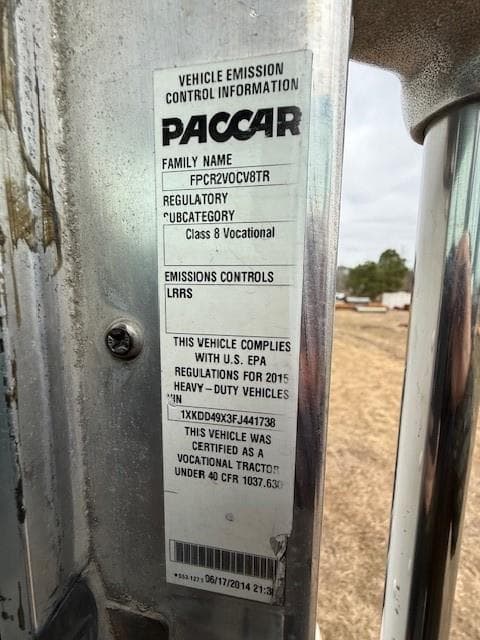 VEHICLE EMISSION
CONTROL INFORMATION
PACCAR
FAMILY NAME
FPCR2VOCV8TR
REGULATORY
SUBCATEGORY
Class 8 Vocational
EMISSIONS CONTROLS
LRRS
THIS VEHICLE COMPLIES
WITH U.S. EPA
REGULATIONS FOR 2015
HEAVY-DUTY VEHICLES
VIN
1XKDD49X3FJ441738
THIS VEHICLE WAS
CERTIFIED AS A
VOCATIONAL TRACTOR
UNDER 40 CFR 1037.630
06/17/2014 21:3